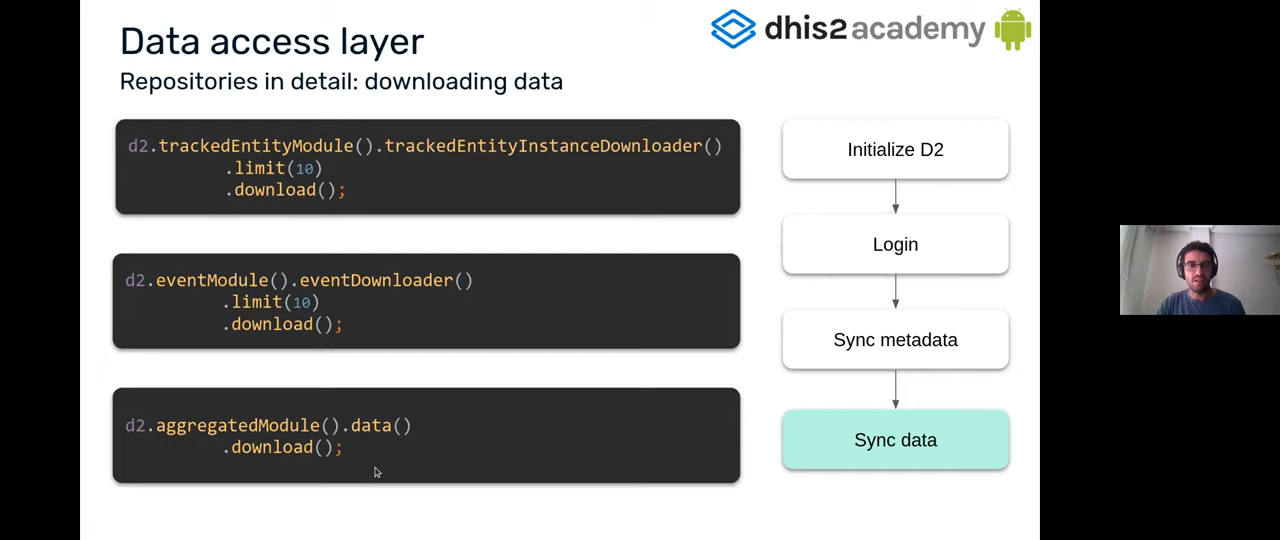 Data access layer
dhis2 academy
Repositories in detail: downloading data
d2.trackedEntityModule().trackedEntityInstanceDownloader()
.limit(10)
.download();
d2.eventModule().eventDownloader()
.limit(10)
.download();
d2.aggregatedModule().data()
.download();
Initialize D2
Login
Sync metadata
Sync data